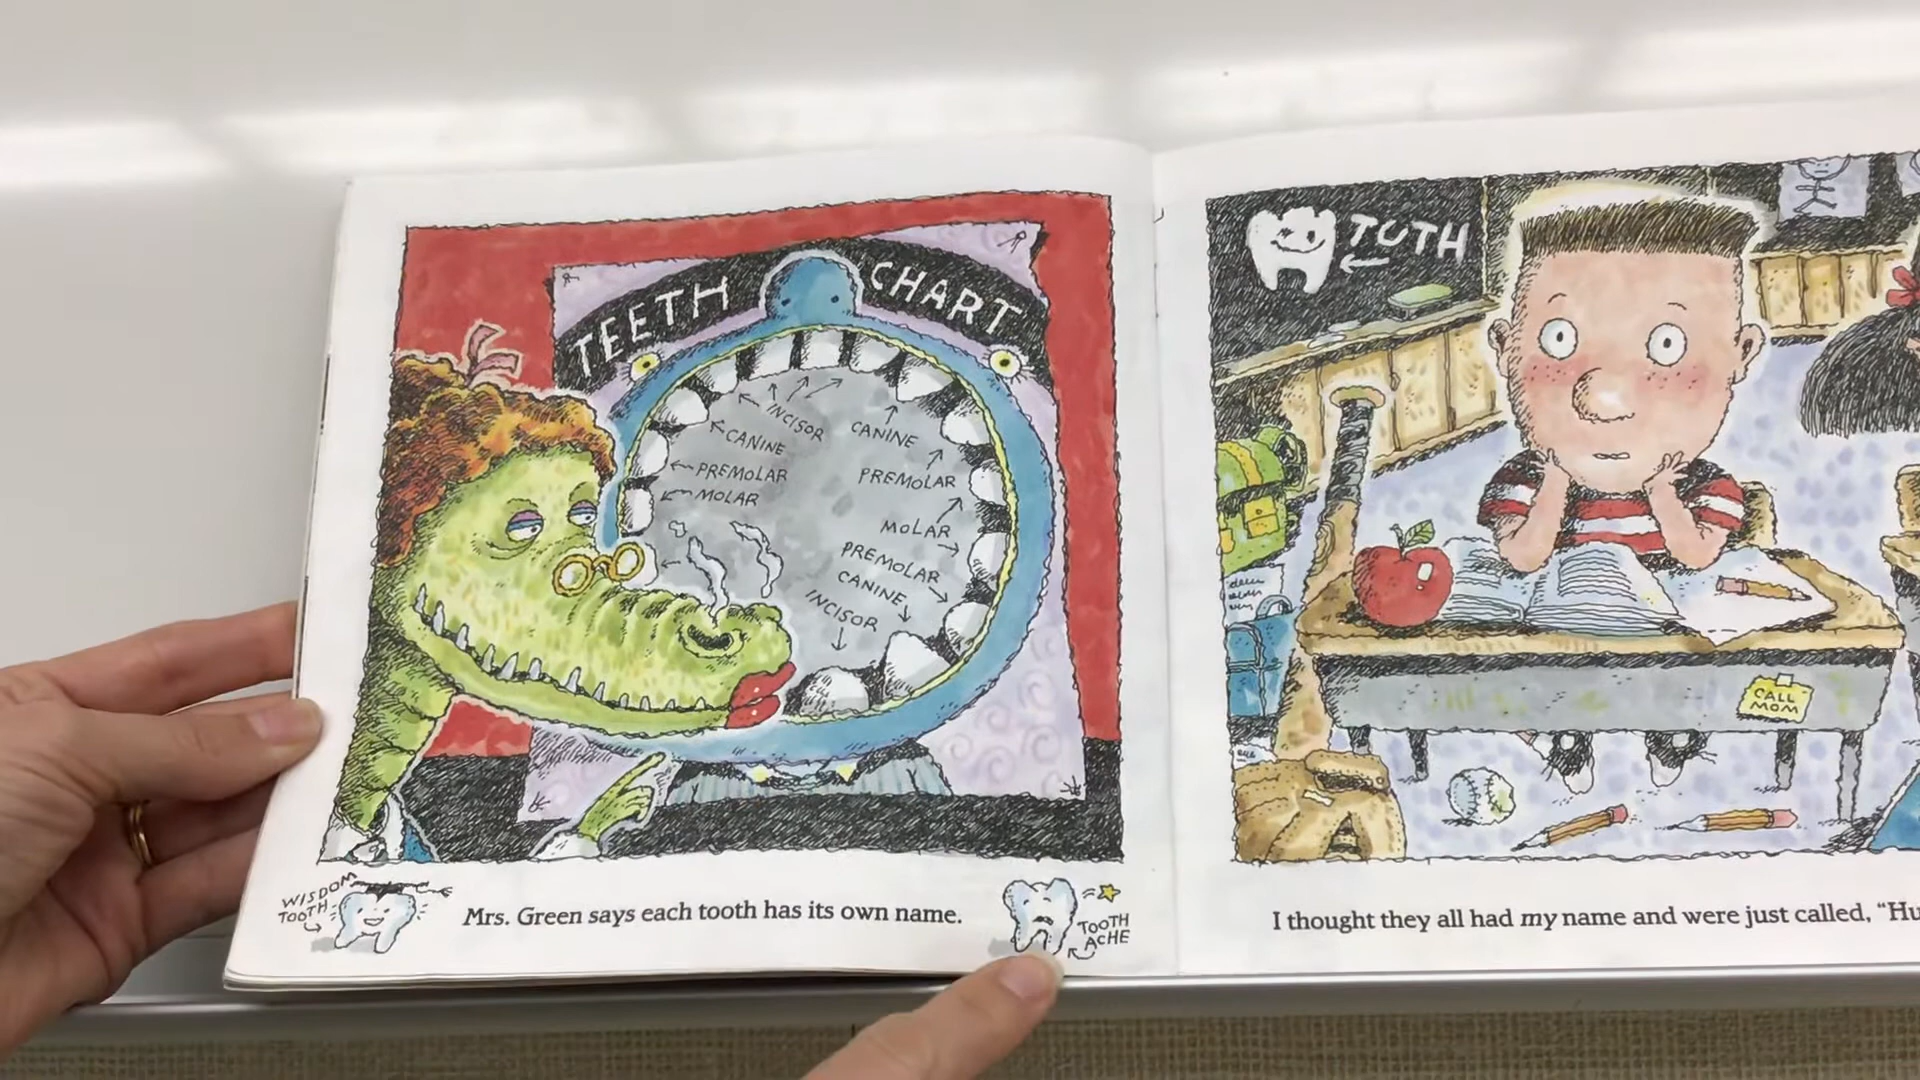 TEETH CHART
INCISOR
CANINE
PREMOLAR
MOLAR
CANINE
PREMOLAR
MOLAR
PREMOLAR
CANINE
INCISOR
WISDOM
TOOTH
Mrs. Green says each tooth has its own name.
TOOTH
ACHE
TUTH
CALL
MOM
I thought they all had my name and were just called, “Hu